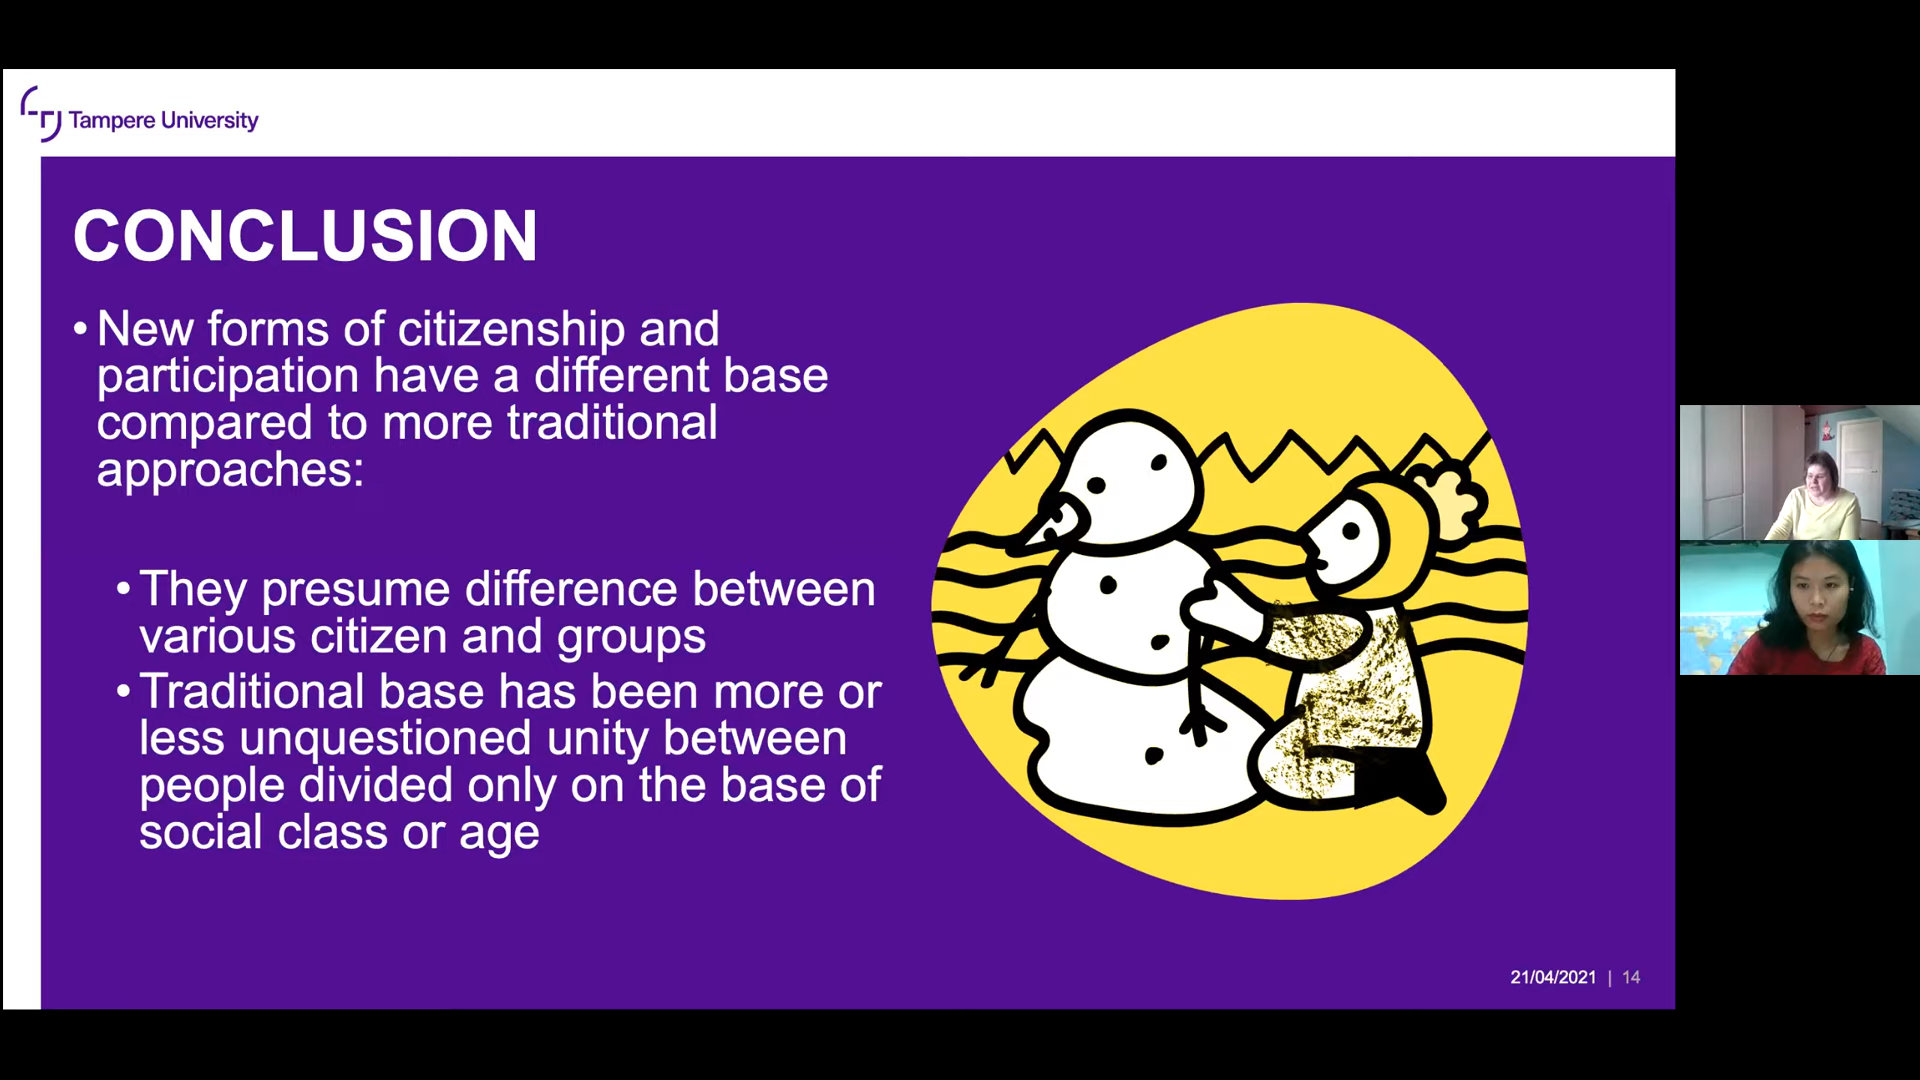 Tampere University
CONCLUSION
• New forms of citizenship and
participation have a different base
compared to more traditional
approaches:
• They presume difference between
various citizen and groups
• Traditional base has been more or
less unquestioned unity between
people divided only on the base of
social class or age
21/04/2021 | 14